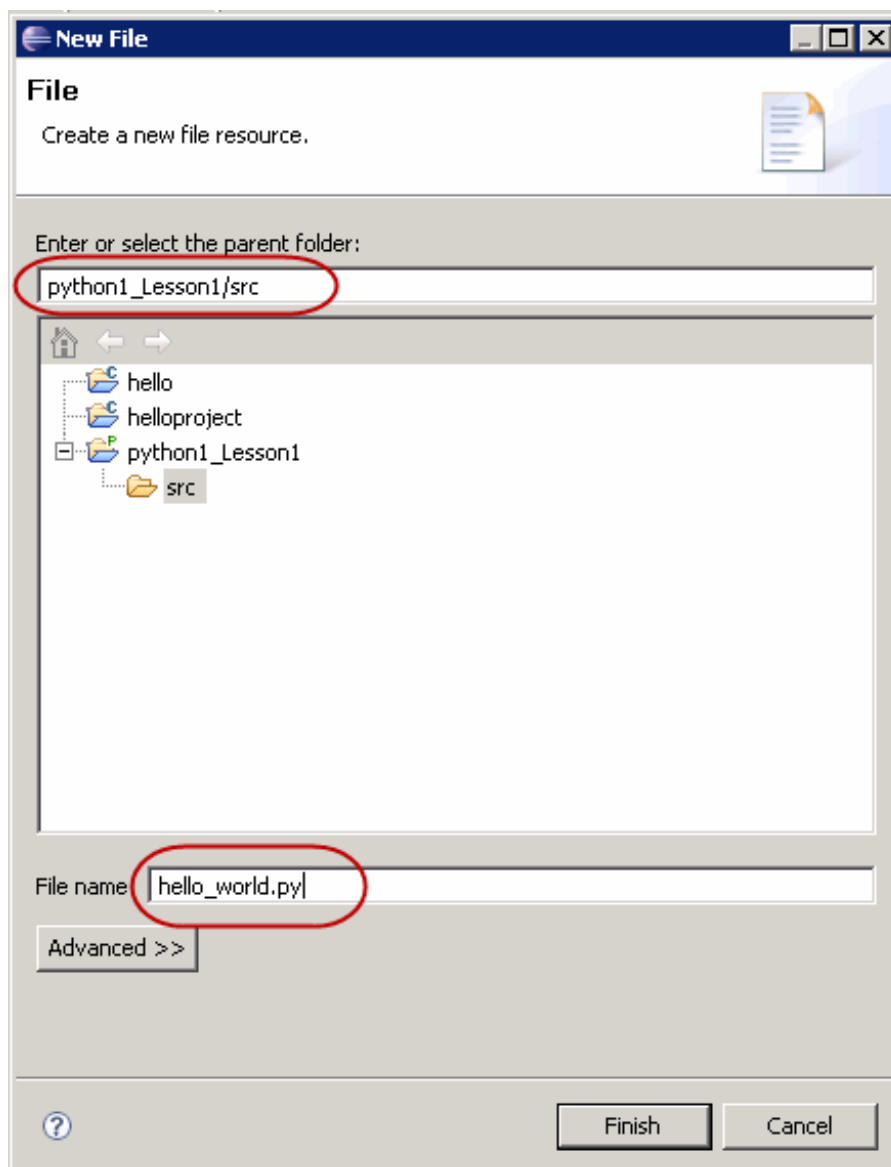 New File
File
Create a new file resource.
Enter or select the parent folder:
python1_Lesson1/src
hello
helloproject
python1_Lesson1
src
File name: hello_world.py
Advanced >>
Finish
Cancel